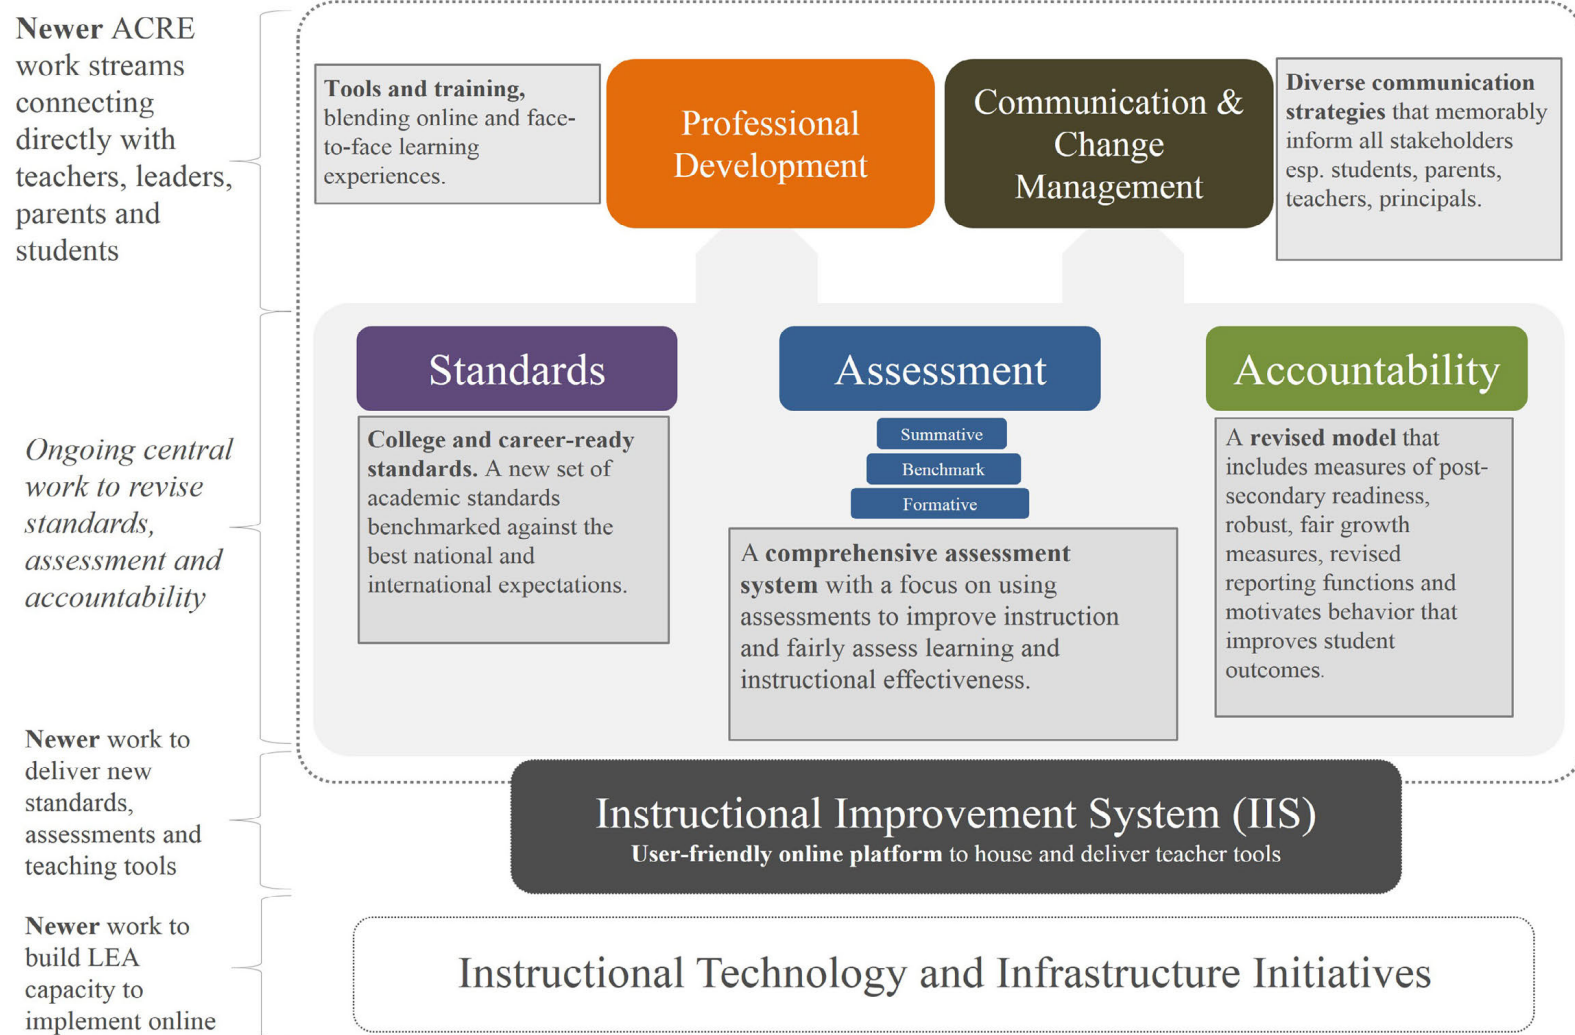 Newer ACRE
work streams
connecting
directly with
teachers, leaders,
parents and
students
Tools and training,
blending online and face-
to-face learning
experiences.
Professional
Development
Communication &
Change
Management
Diverse communication
strategies that memorably
inform all stakeholders
esp. students, parents,
teachers, principals.
Ongoing central
work to revise
standards,
assessment and
accountability
Standards
College and career-ready
standards. A new set of
academic standards
benchmarked against the
best national and
international expectations.
Assessment
Summative
Benchmark
Formative
A comprehensive assessment
system with a focus on using
assessments to improve instruction
and fairly assess learning and
instructional effectiveness.
Accountability
A revised model that
includes measures of post-
secondary readiness,
robust, fair growth
measures, revised
reporting functions and
motivates behavior that
improves student
outcomes.
Newer work to
deliver new
standards,
assessments and
teaching tools
Instructional Improvement System (IIS)
User-friendly online platform to house and deliver teacher tools
Newer work to
build LEA
capacity to
implement online
Instructional Technology and Infrastructure Initiatives